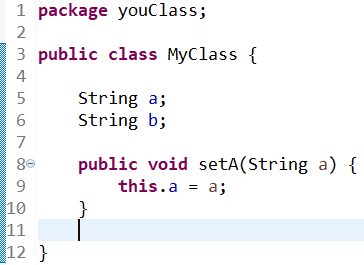 1 package youClass;
2
3 public class MyClass {
4
5     String a;
6     String b;
7
8     public void setA(String a) {
9         this.a = a;
10     }
11
12 }